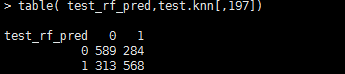 > table( test_rf_pred,test.knn[,197])
test_rf_pred   0   1
           0 589 284
           1 313 568